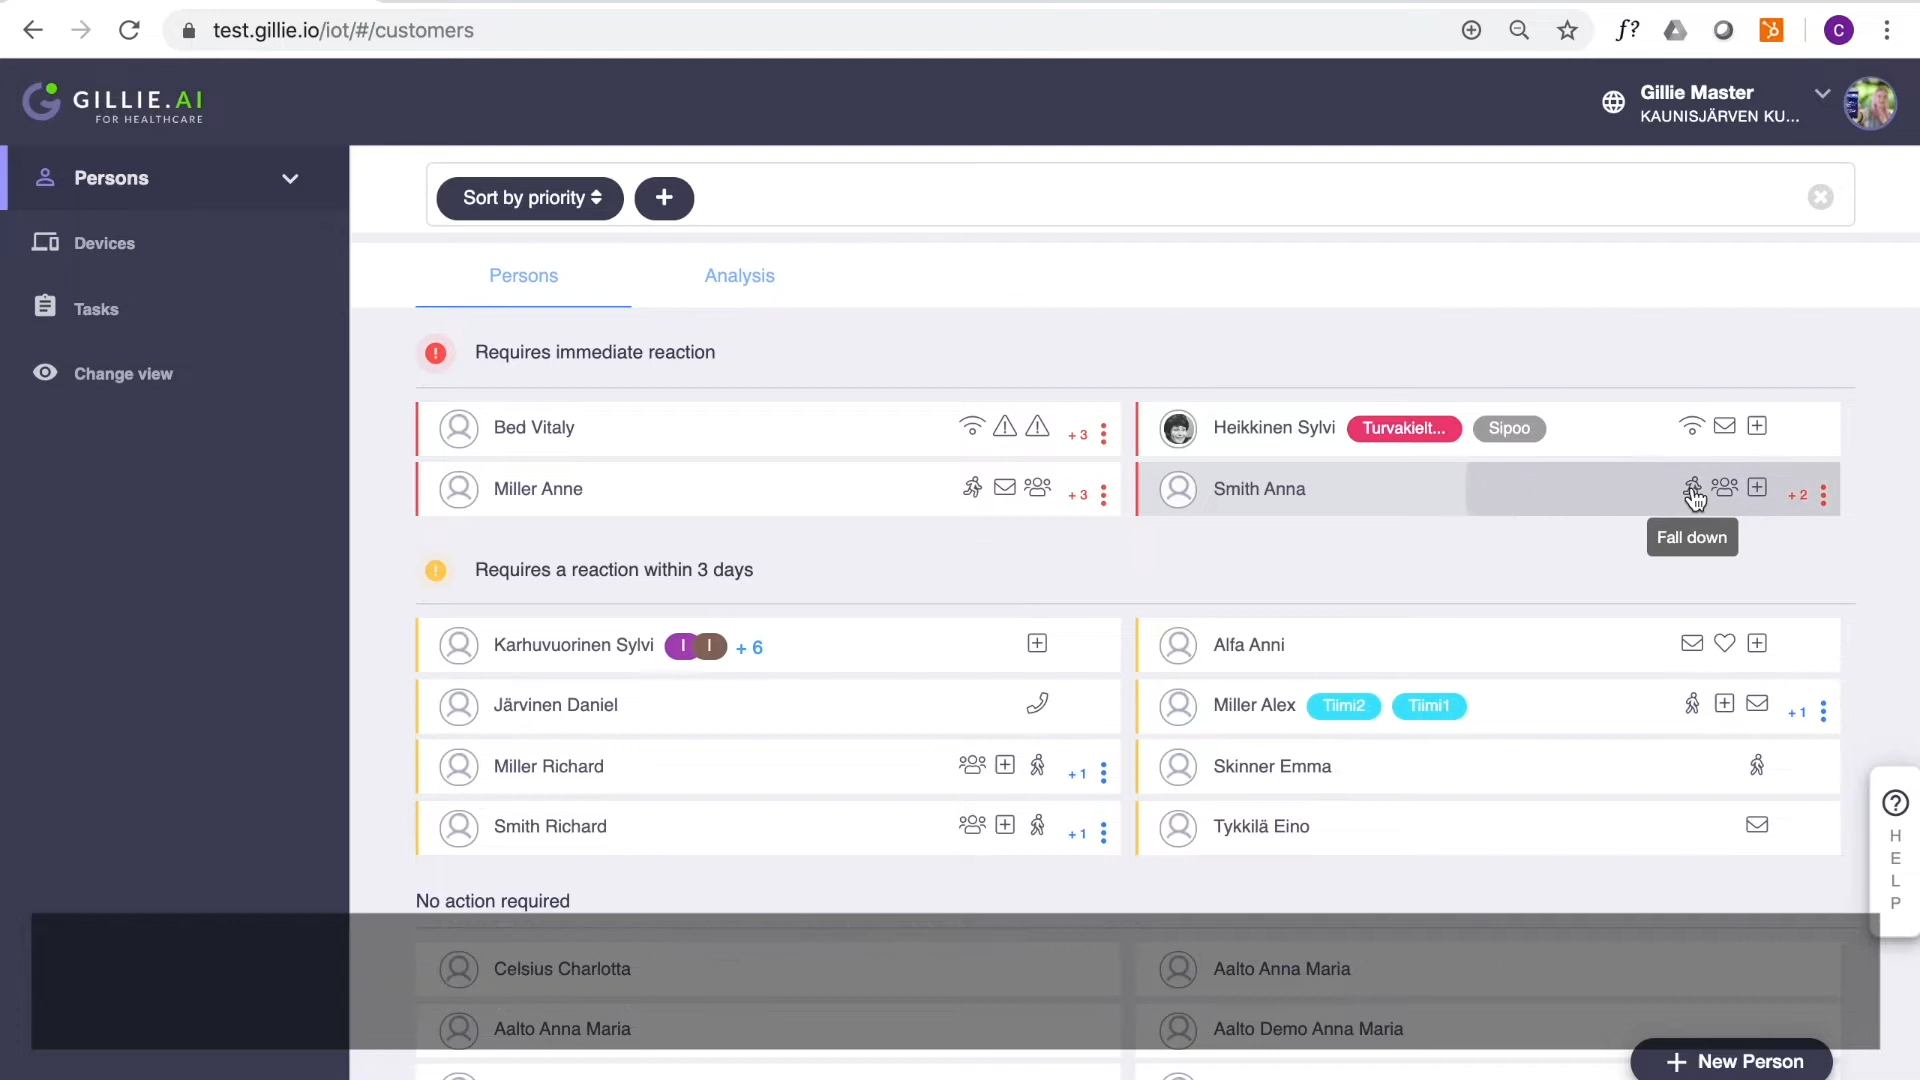 test.gillie.io/iot/#/customers
f?
C
GILLIE.AI
FOR HEALTHCARE
Gillie Master
KAUNISJÄRVEN KU...
Persons
Devices
Tasks
Change view
Sort by priority
Persons
Analysis
Requires immediate reaction
Bed Vitaly
+ 3
Heikkinen Sylvi
Turvakielt...
Sipoo
Miller Anne
+ 3
Smith Anna
+ 2
Fall down
Requires a reaction within 3 days
Karhuvuorinen Sylvi
I
I
+ 6
Alfa Anni
Järvinen Daniel
Miller Alex
Tiimi2
Tiimi1
+ 1
Miller Richard
+ 1
Skinner Emma
Smith Richard
+ 1
Tykkilä Eino
HELP
No action required
Celsius Charlotta
Aalto Anna Maria
Aalto Anna Maria
Aalto Demo Anna Maria
+ New Person